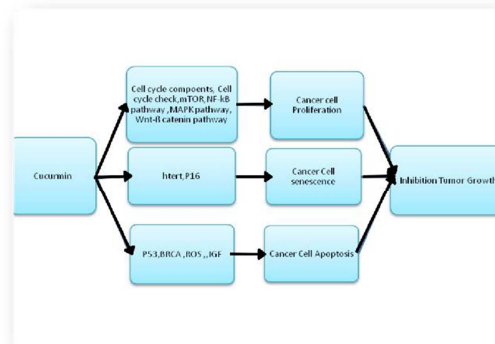 Cell cycle compoents, Cell
cycle check,mTOR,NF-kB
pathway ,MAPK pathway,
Wnt-ß catenin pathway
Cancer cell
Proliferation
Cucurmin
htert,P16
Cancer Cell
senescence
Inhibition Tumor Growth
P53,BRCA ,ROS ,,IGF
Cancer Cell Apoptosis